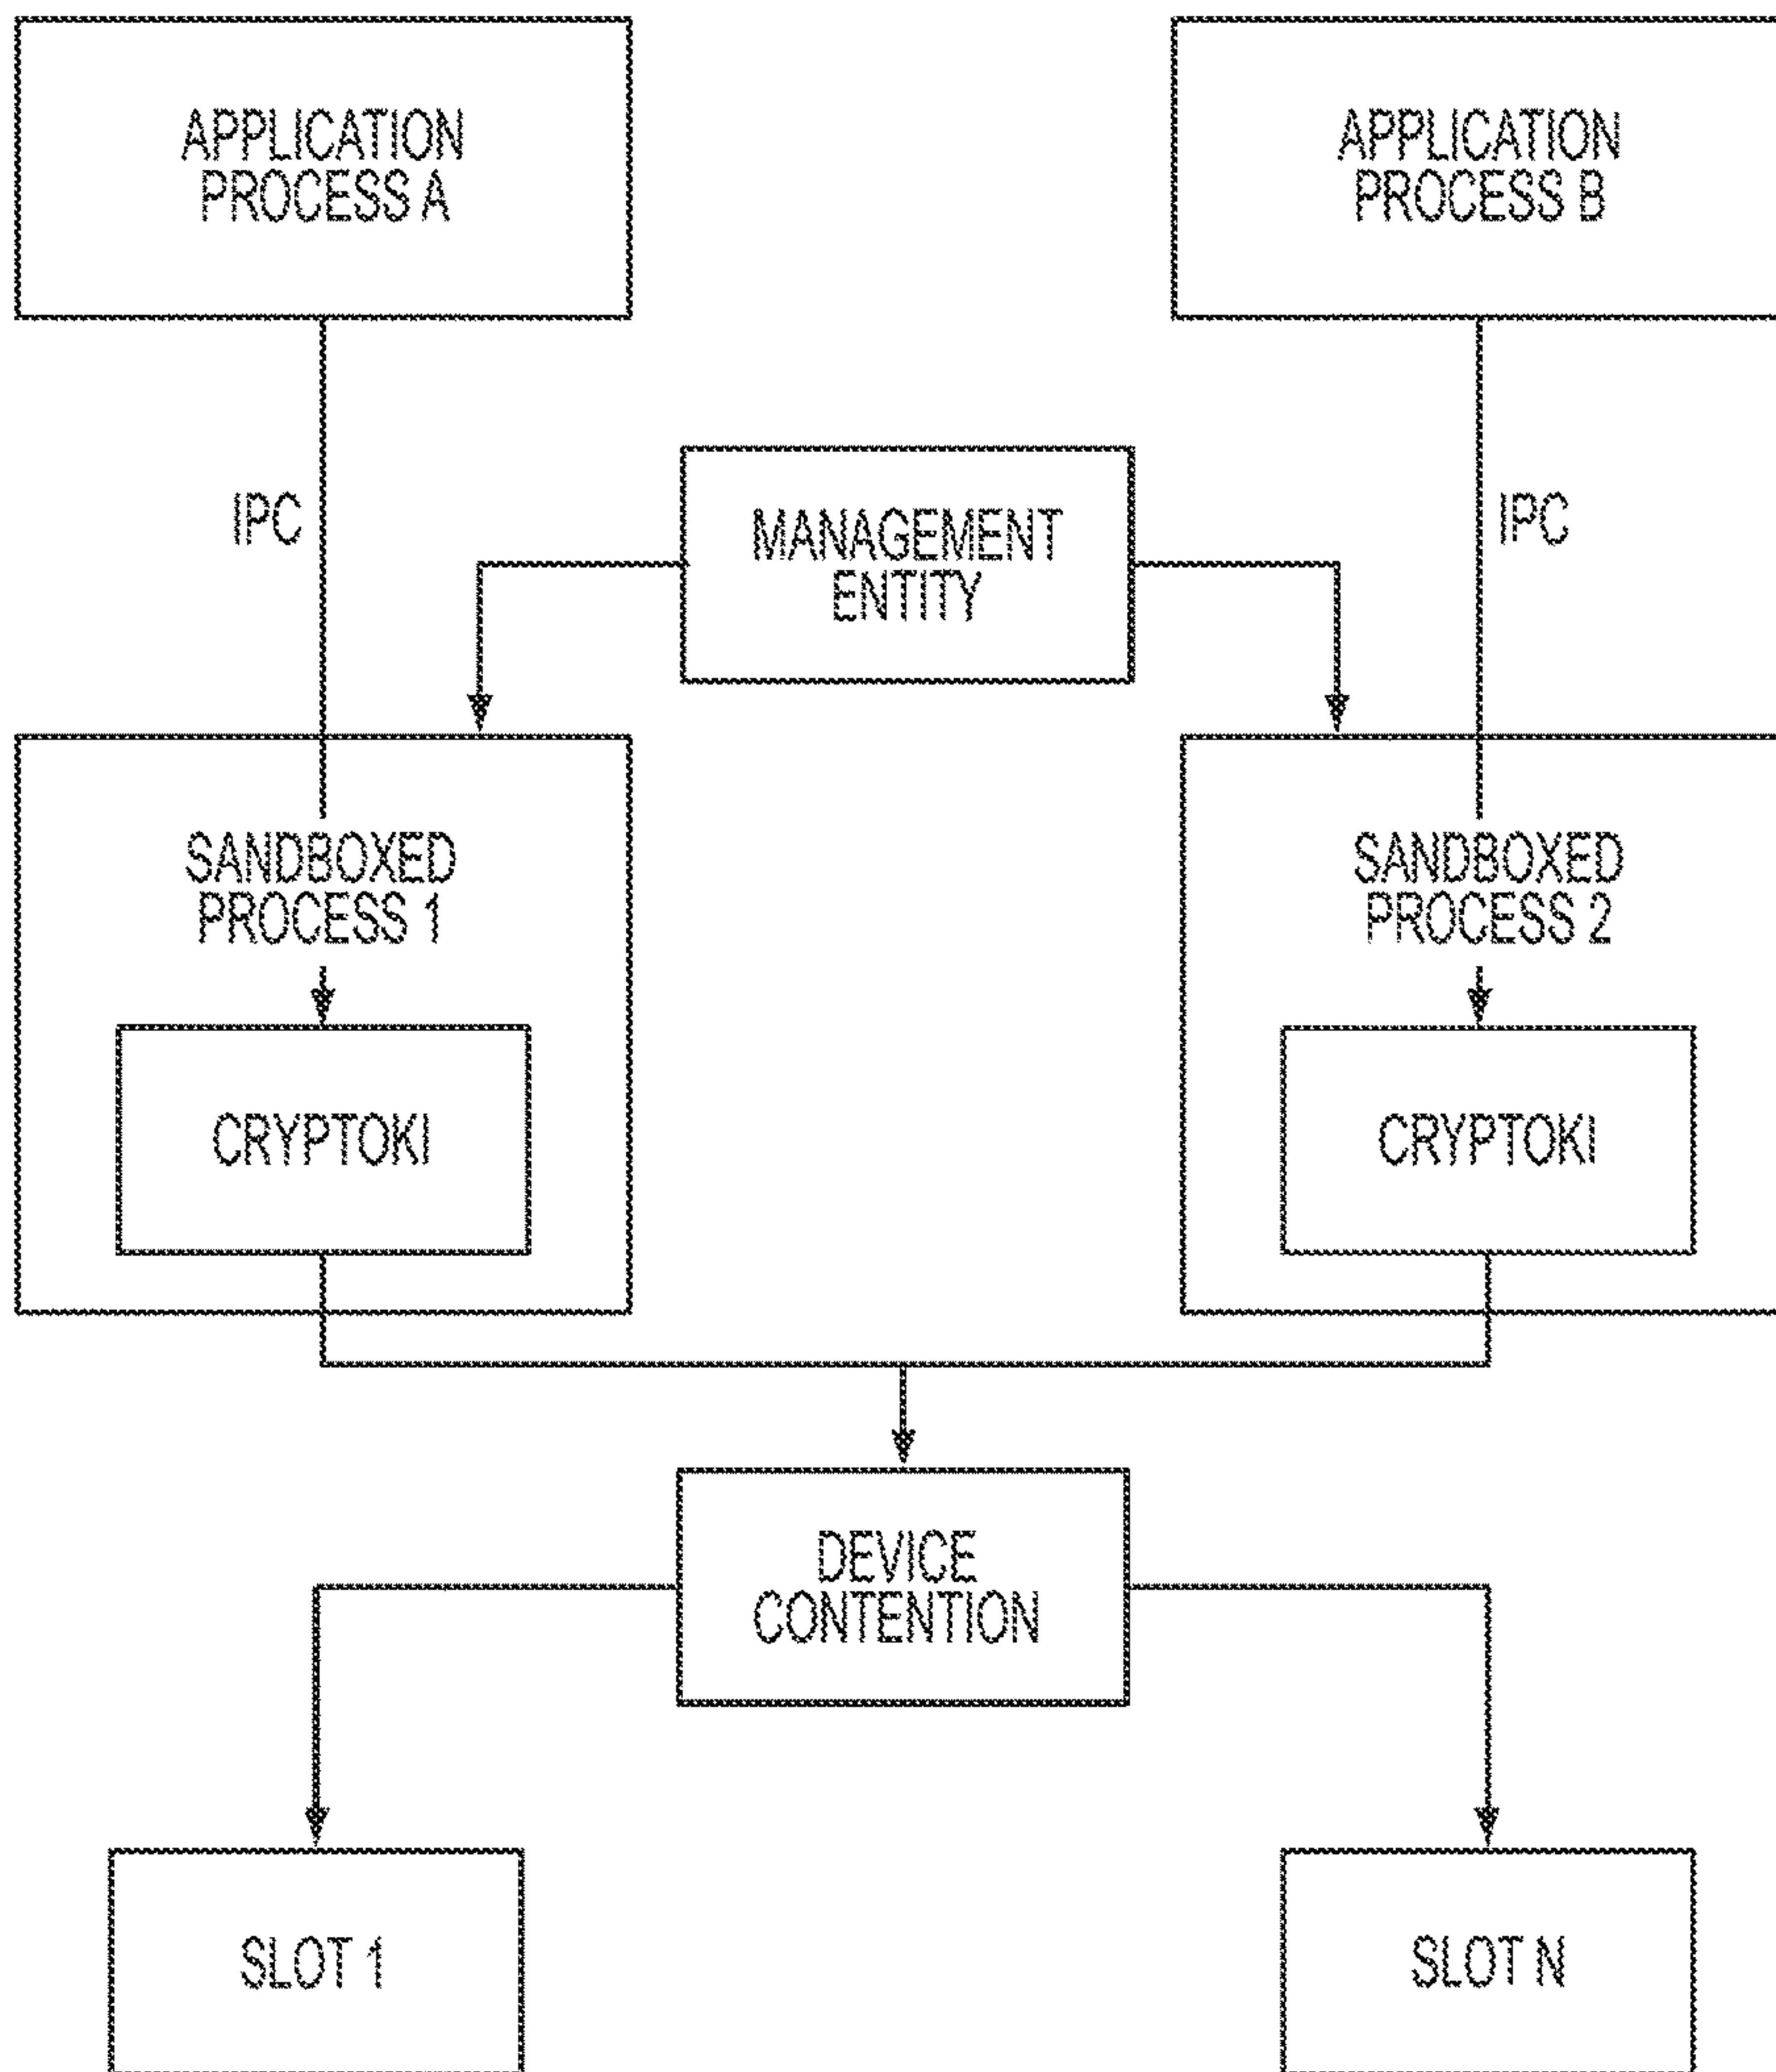 APPLICATION
PROCESS A
APPLICATION
PROCESS B
IPC
MANAGEMENT
ENTITY
IPC
SANDBOXED
PROCESS 1
SANDBOXED
PROCESS 2
CRYPTOKI
CRYPTOKI
DEVICE
CONTENTION
SLOT 1
SLOT N